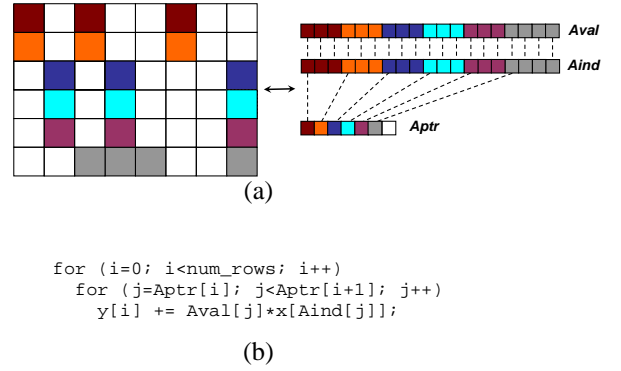 Aval
Aind
Aptr
(a)
for (i=0; i<num_rows; i++)
for (j=Aptr[i]; j<Aptr[i+1]; j++)
y[i] += Aval[j]*x[Aind[j]];
(b)